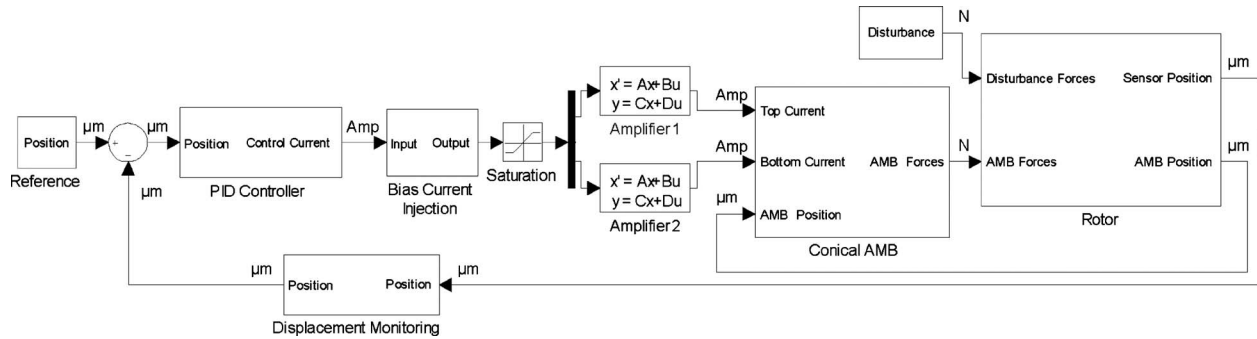 Position
Reference
µm
+
−
µm
µm
Position
Control Current
PID Controller
Amp
Input
Output
Bias Current
Injection
Saturation
x' = Ax+Bu
y = Cx+Du
Amplifier1
x' = Ax+Bu
y = Cx+Du
Amplifier2
Amp
Amp
µm
Top Current
Bottom Current
AMB Position
AMB Forces
Conical AMB
N
Disturbance
N
Disturbance Forces
AMB Forces
Sensor Position
AMB Position
Rotor
µm
µm
µm
Position
Position
Displacement Monitoring
µm